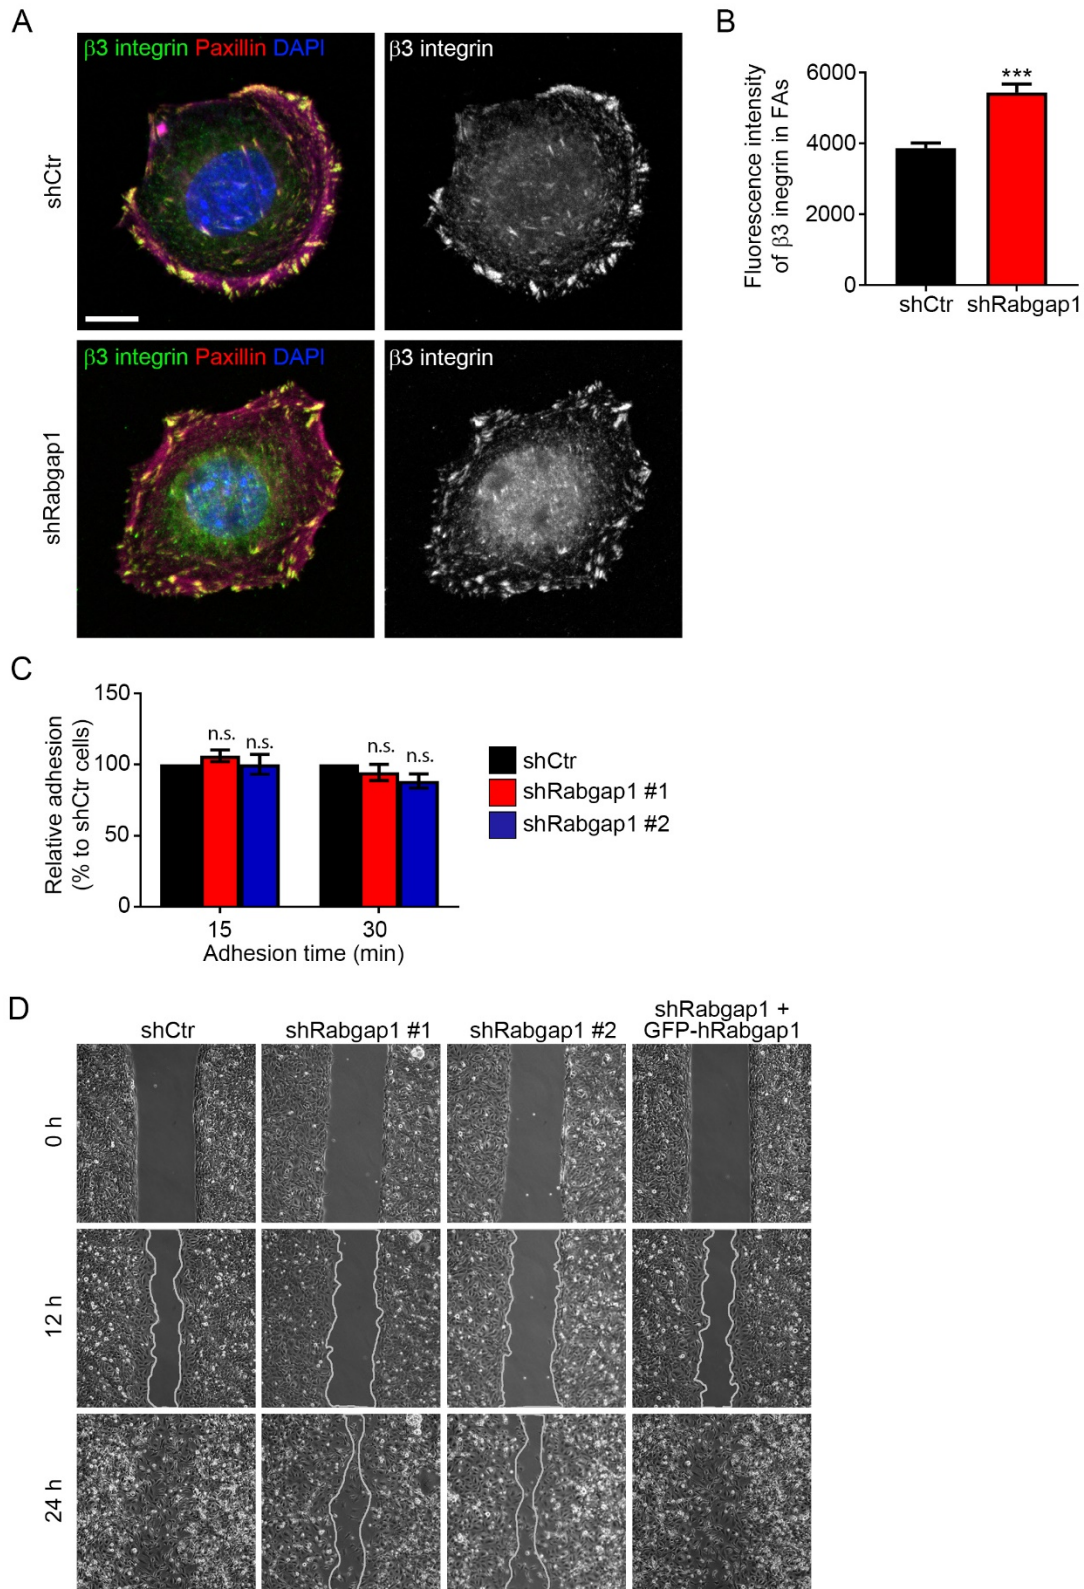 A
β3 integrin Paxillin DAPI
β3 integrin
shCtr
β3 integrin Paxillin DAPI
β3 integrin
shRabgap1
B
Fluorescence intensity
of β3 inegrin in FAs
6000
4000
2000
0
***
shCtr
shRabgap1
C
Relative adhesion
(% to shCtr cells)
150
100
50
0
n.s.
n.s.
n.s.
n.s.
15
30
Adhesion time (min)
shCtr
shRabgap1 #1
shRabgap1 #2
D
shCtr
shRabgap1 #1
shRabgap1 #2
shRabgap1 +
GFP-hRabgap1
0 h
12 h
24 h